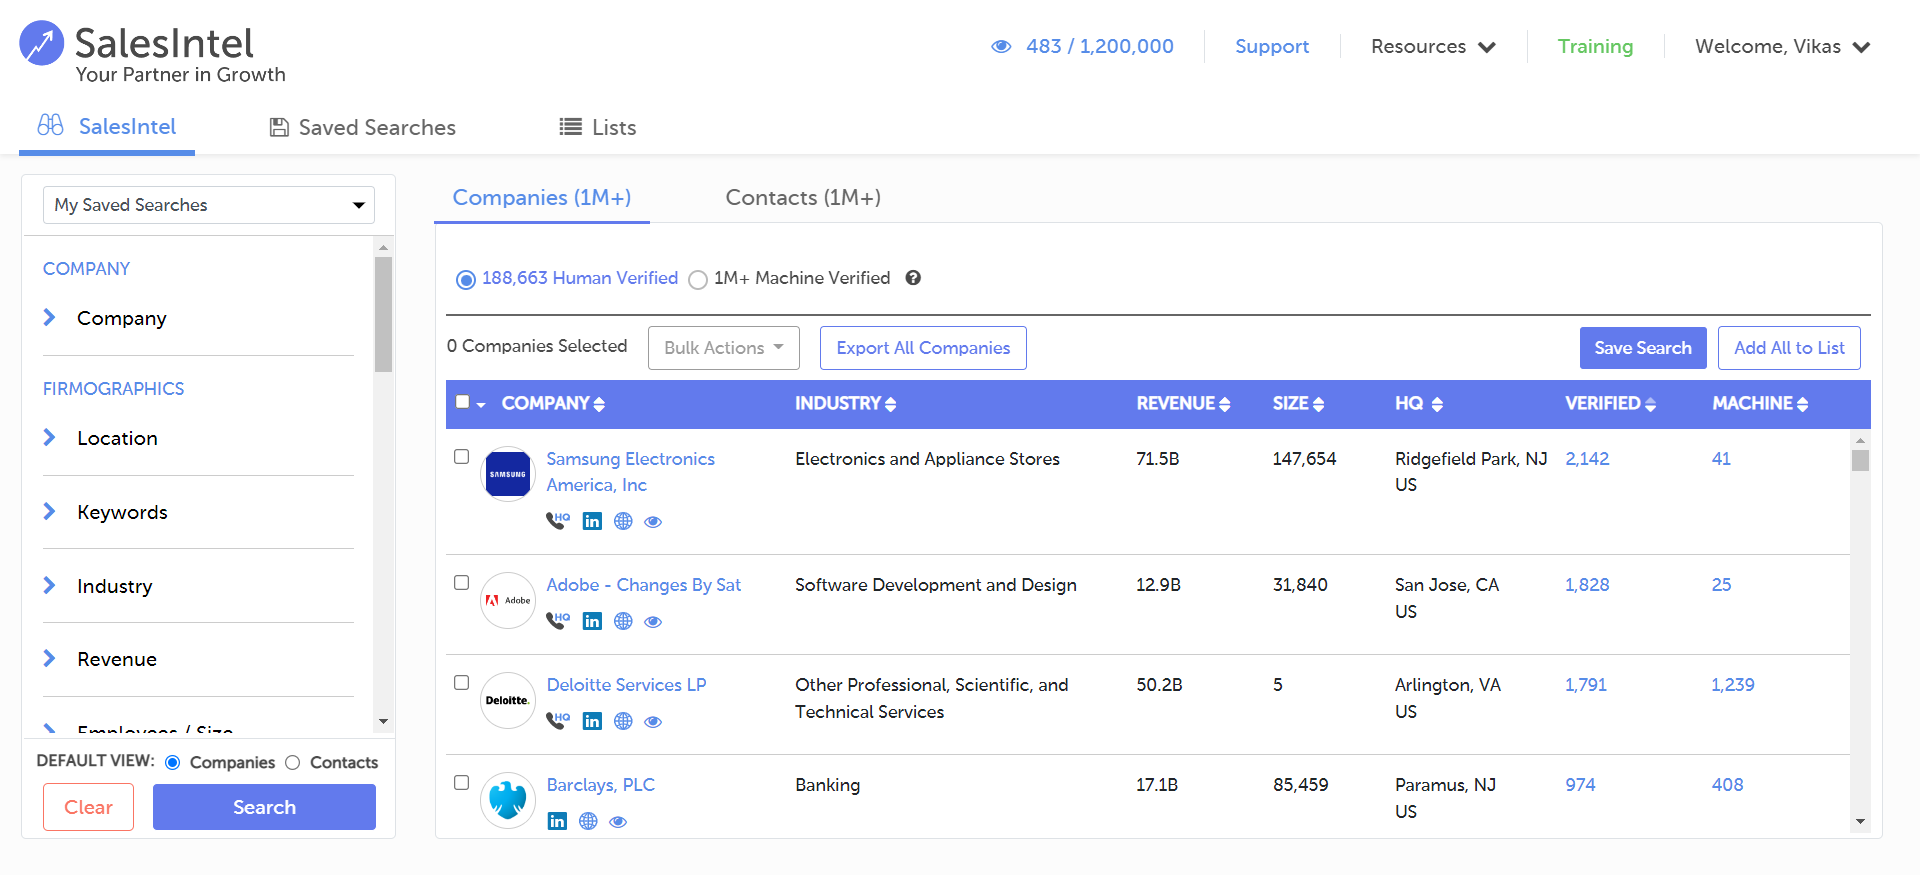 SalesIntel
Your Partner in Growth
483 / 1,200,000
Support
Resources
Training
Welcome, Vikas
SalesIntel
Saved Searches
Lists
My Saved Searches
COMPANY
Company
FIRMOGRAPHICS
Location
Keywords
Industry
Revenue
Employees / Size
DEFAULT VIEW:
Companies
Contacts
Clear
Search
Companies (1M+)
Contacts (1M+)
188,663 Human Verified
1M+ Machine Verified
?
0 Companies Selected
Bulk Actions
Export All Companies
Save Search
Add All to List
COMPANY INDUSTRY REVENUE SIZE HQ VERIFIED MACHINE
SAMSUNG
Samsung Electronics Electronics and Appliance Stores 71.5B 147,654 Ridgefield Park, NJ 2,142 41
America, Inc US
HQ in
Adobe
Adobe - Changes By Sat Software Development and Design 12.9B 31,840 San Jose, CA 1,828 25
US
HQ in
Deloitte.
Deloitte Services LP Other Professional, Scientific, and 50.2B 5 Arlington, VA 1,791 1,239
Technical Services US
HQ in
Barclays, PLC Banking 17.1B 85,459 Paramus, NJ 974 408
US
in